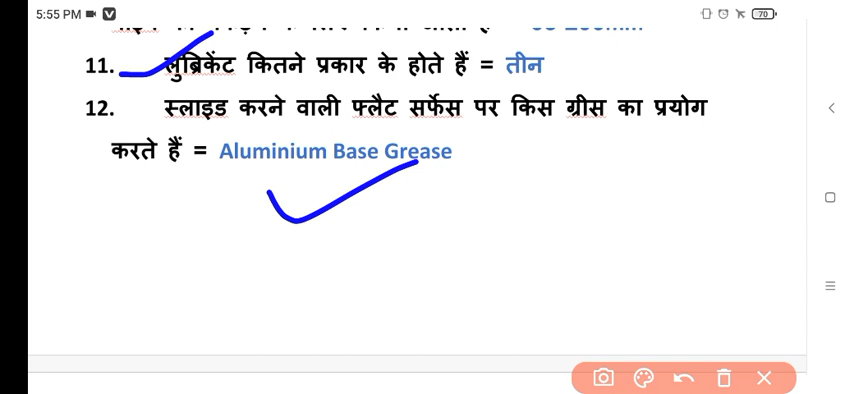 5:55 PM
70
11. लुब्रिकेंट कितने प्रकार के होते हैं = तीन
12. स्लाइड करने वाली फ्लैट सर्फेस पर किस ग्रीस का प्रयोग
करते हैं = Aluminium Base Grease